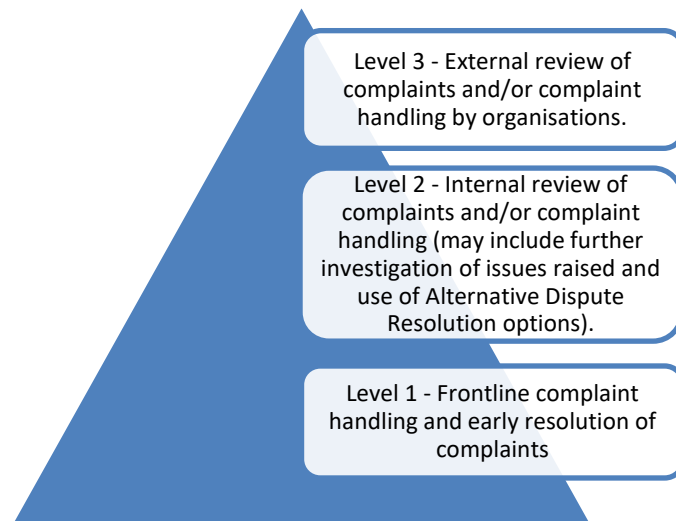 Level 3 - External review of
complaints and/or complaint
handling by organisations.
Level 2 - Internal review of
complaints and/or complaint
handling (may include further
investigation of issues raised and
use of Alternative Dispute
Resolution options).
Level 1 - Frontline complaint
handling and early resolution of
complaints